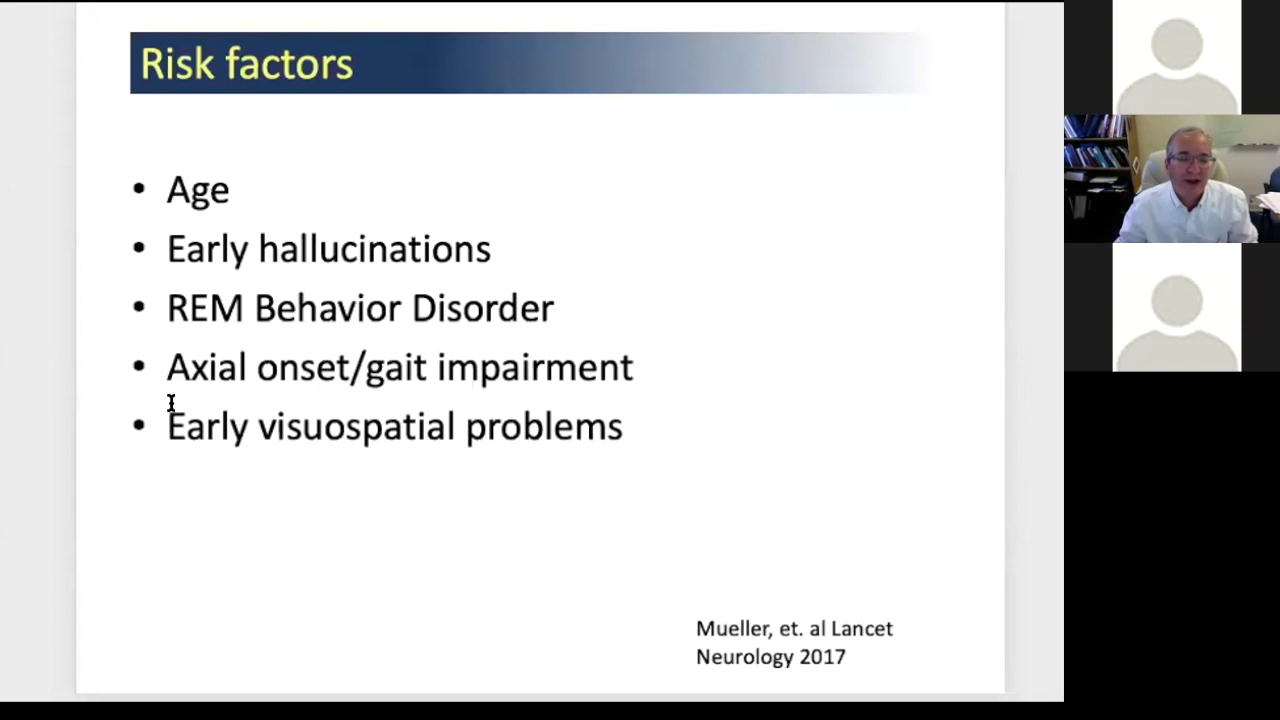 Risk factors
• Age
• Early hallucinations
• REM Behavior Disorder
• Axial onset/gait impairment
• Early visuospatial problems
Mueller, et. al Lancet
Neurology 2017